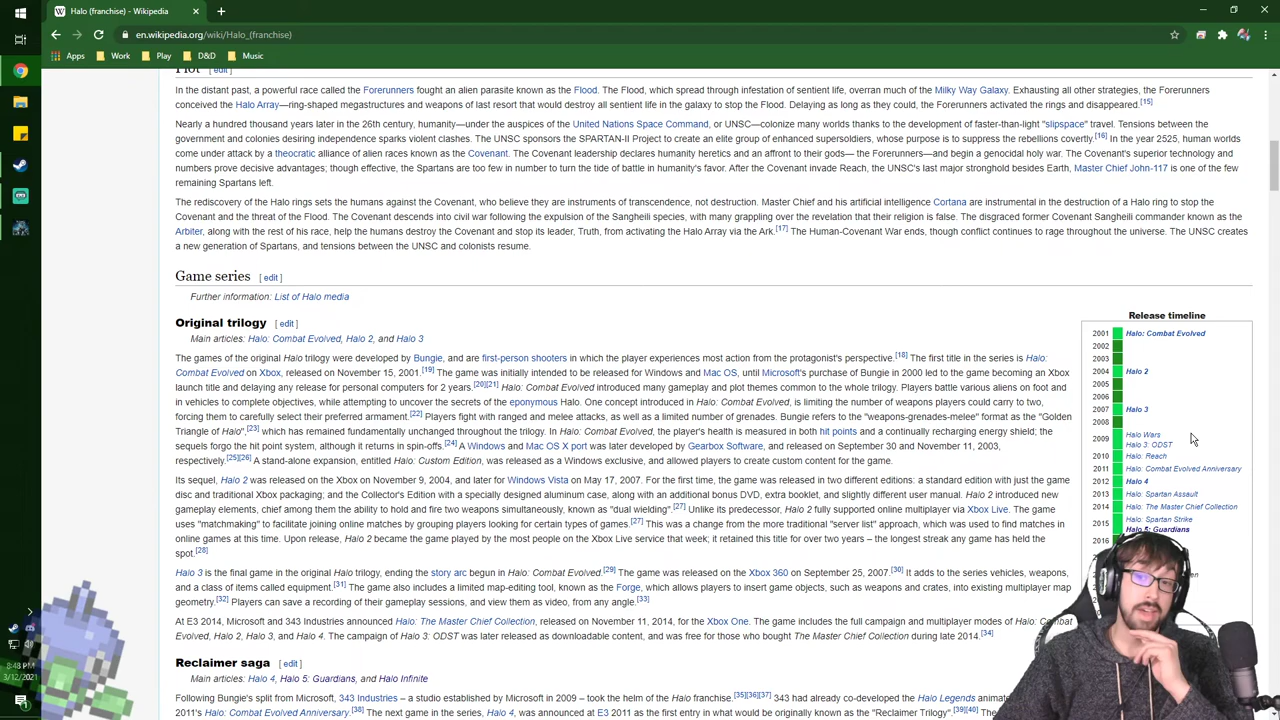 Halo (franchise) - Wikipedia
en.wikipedia.org/wiki/Halo_(franchise)
Apps Work Play D&D Music
Plot [ edit ]
In the distant past, a powerful race called the Forerunners fought an alien parasite known as the Flood. The Flood, which spread through infestation of sentient life, overran much of the Milky Way Galaxy. Exhausting all other strategies, the Forerunners
conceived the Halo Array—ring-shaped megastructures and weapons of last resort that would destroy all sentient life in the galaxy to stop the Flood. Delaying as long as they could, the Forerunners activated the rings and disappeared.[15]
Nearly a hundred thousand years later in the 26th century, humanity—under the auspices of the United Nations Space Command, or UNSC—colonize many worlds thanks to the development of faster-than-light "slipspace" travel. Tensions between the
government and colonies desiring independence sparks violent clashes. The UNSC sponsors the SPARTAN-II Project to create an elite group of enhanced supersoldiers, whose purpose is to suppress the rebellions covertly.[16] In the year 2525, human worlds
come under attack by a theocratic alliance of alien races known as the Covenant. The Covenant leadership declares humanity heretics and an affront to their gods— the Forerunners—and begin a genocidal holy war. The Covenant's superior technology and
numbers prove decisive advantages; though effective, the Spartans are too few in number to turn the tide of battle in humanity's favor. After the Covenant invade Reach, the UNSC's last major stronghold besides Earth, Master Chief John-117 is one of the few
remaining Spartans left.
The rediscovery of the Halo rings sets the humans against the Covenant, who believe they are instruments of transcendence, not destruction. Master Chief and his artificial intelligence Cortana are instrumental in the destruction of a Halo ring to stop the
Covenant and the threat of the Flood. The Covenant descends into civil war following the expulsion of the Sangheili species, with many grappling over the revelation that their religion is false. The disgraced former Covenant Sangheili commander known as the
Arbiter, along with the rest of his race, help the humans destroy the Covenant and stop its leader, Truth, from activating the Halo Array via the Ark.[17] The Human-Covenant War ends, though conflict continues to rage throughout the universe. The UNSC creates
a new generation of Spartans, and tensions between the UNSC and colonists resume.
Game series [ edit ]
Further information: List of Halo media
Original trilogy [ edit ]
Main articles: Halo: Combat Evolved, Halo 2, and Halo 3
The games of the original Halo trilogy were developed by Bungie, and are first-person shooters in which the player experiences most action from the protagonist's perspective.[18] The first title in the series is Halo:
Combat Evolved on Xbox, released on November 15, 2001.[19] The game was initially intended to be released for Windows and Mac OS, until Microsoft's purchase of Bungie in 2000 led to the game becoming an Xbox
launch title and delaying any release for personal computers for 2 years.[20][21] Halo: Combat Evolved introduced many gameplay and plot themes common to the whole trilogy. Players battle various aliens on foot and
in vehicles to complete objectives, while attempting to uncover the secrets of the eponymous Halo. One concept introduced in Halo: Combat Evolved, is limiting the number of weapons players could carry to two,
forcing them to carefully select their preferred armament.[22] Players fight with ranged and melee attacks, as well as a limited number of grenades. Bungie refers to the "weapons-grenades-melee" format as the "Golden
Triangle of Halo",[23] which has remained fundamentally unchanged throughout the trilogy. In Halo: Combat Evolved, the player's health is measured in both hit points and a continually recharging energy shield; the
sequels forgo the hit point system, although it returns in spin-offs.[24] A Windows and Mac OS X port was later developed by Gearbox Software, and released on September 30 and November 11, 2003,
respectively.[25][26] A stand-alone expansion, entitled Halo: Custom Edition, was released as a Windows exclusive, and allowed players to create custom content for the game.
Its sequel, Halo 2 was released on the Xbox on November 9, 2004, and later for Windows Vista on May 17, 2007. For the first time, the game was released in two different editions: a standard edition with just the game
disc and traditional Xbox packaging; and the Collector's Edition with a specially designed aluminum case, along with an additional bonus DVD, extra booklet, and slightly different user manual. Halo 2 introduced new
gameplay elements, chief among them the ability to hold and fire two weapons simultaneously, known as "dual wielding".[27] Unlike its predecessor, Halo 2 fully supported online multiplayer via Xbox Live. The game
uses "matchmaking" to facilitate joining online matches by grouping players looking for certain types of games.[27] This was a change from the more traditional "server list" approach, which was used to find matches in
online games at this time. Upon release, Halo 2 became the game played by the most people on the Xbox Live service that week; it retained this title for over two years – the longest streak any game has held the
spot.[28]
Halo 3 is the final game in the original Halo trilogy, ending the story arc begun in Halo: Combat Evolved.[29] The game was released on the Xbox 360 on September 25, 2007.[30] It adds to the series vehicles, weapons,
and a class of items called equipment.[31] The game also includes a limited map-editing tool, known as the Forge, which allows players to insert game objects, such as weapons and crates, into existing multiplayer map
geometry.[32] Players can save a recording of their gameplay sessions, and view them as video, from any angle.[33]
At E3 2014, Microsoft and 343 Industries announced Halo: The Master Chief Collection, released on November 11, 2014, for the Xbox One. The game includes the full campaign and multiplayer modes of Halo: Combat
Evolved, Halo 2, Halo 3, and Halo 4. The campaign of Halo 3: ODST was later released as downloadable content, and was free for those who bought The Master Chief Collection during late 2014.[34]
Reclaimer saga [ edit ]
Main articles: Halo 4, Halo 5: Guardians, and Halo Infinite
Following Bungie's split from Microsoft, 343 Industries – a studio established by Microsoft in 2009 – took the helm of the Halo franchise.[35][36][37] 343 had already co-developed the Halo Legends
2011's Halo: Combat Evolved Anniversary.[38] The next game in the series, Halo 4, was announced at E3 2011 as the first entry in what would be originally known as the "Reclaimer Trilogy".[39][40] The
Release timeline
2001 Halo: Combat Evolved
2002
2003
2004 Halo 2
2005
2006
2007 Halo 3
2008
2009 Halo Wars
Halo 3: ODST
2010 Halo: Reach
2011 Halo: Combat Evolved Anniversary
2012 Halo 4
2013 Halo: Spartan Assault
2014 Halo: The Master Chief Collection
2015 Halo: Spartan Strike
Halo 5: Guardians
2016
8:48 PM
3/12/2021